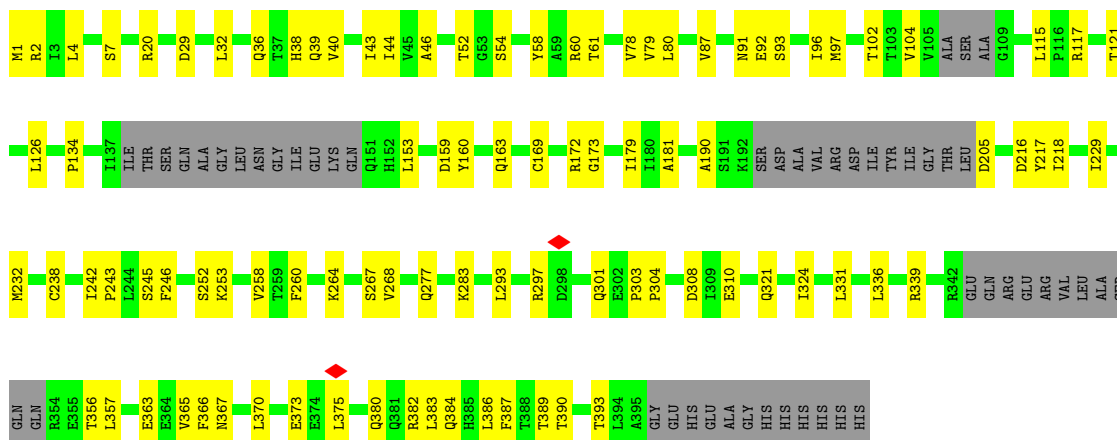 M1 R2 I3 L4 S7 R20 D29 L32 Q36 T37 H38 Q39 V40 I43 I44 V45 A46 T52 G53 S54 Y58 A59 R60 T61 V78 V79 L80 V87 N91 E92 S93 I96 M97 T102 T103 V104 V105 ALA SER ALA G109 L115 P116 R117 T121
L126 P134 I137 ILE THR SER GLN ALA GLY LEU ASN GLY ILE GLU LYS GLN Q151 H152 L153 D159 Y160 Q163 C169 R172 G173 I179 I180 A181 A190 S191 K192 SER ASP ALA VAL ARG ASP ILE TYR ILE GLY THR LEU D205 D216 Y217 I218 I229
M232 C238 I242 P243 L244 S245 F246 S252 K253 V258 T259 F260 K264 S267 V268 Q277 K283 L293 R297 D298 Q301 E302 P303 P304 D308 I309 E310 Q321 I324 L331 L336 R339 R342 GLU GLN ARG GLU ARG VAL LEU ALA SER
GLN GLN R354 E355 T356 L357 E363 E364 V365 F366 N367 L370 E373 E374 L375 Q380 Q381 R382 L383 Q384 H385 L386 F387 T388 T389 T390 T393 L394 A395 GLY GLU HIS GLU ALA GLY HIS HIS HIS HIS HIS HIS